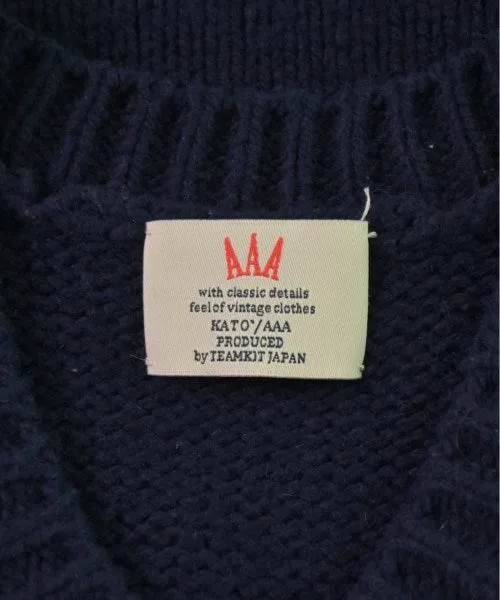 AAA
with classic details
feel of vintage clothes
KATO`/AAA
PRODUCED
by TEAMKIT JAPAN